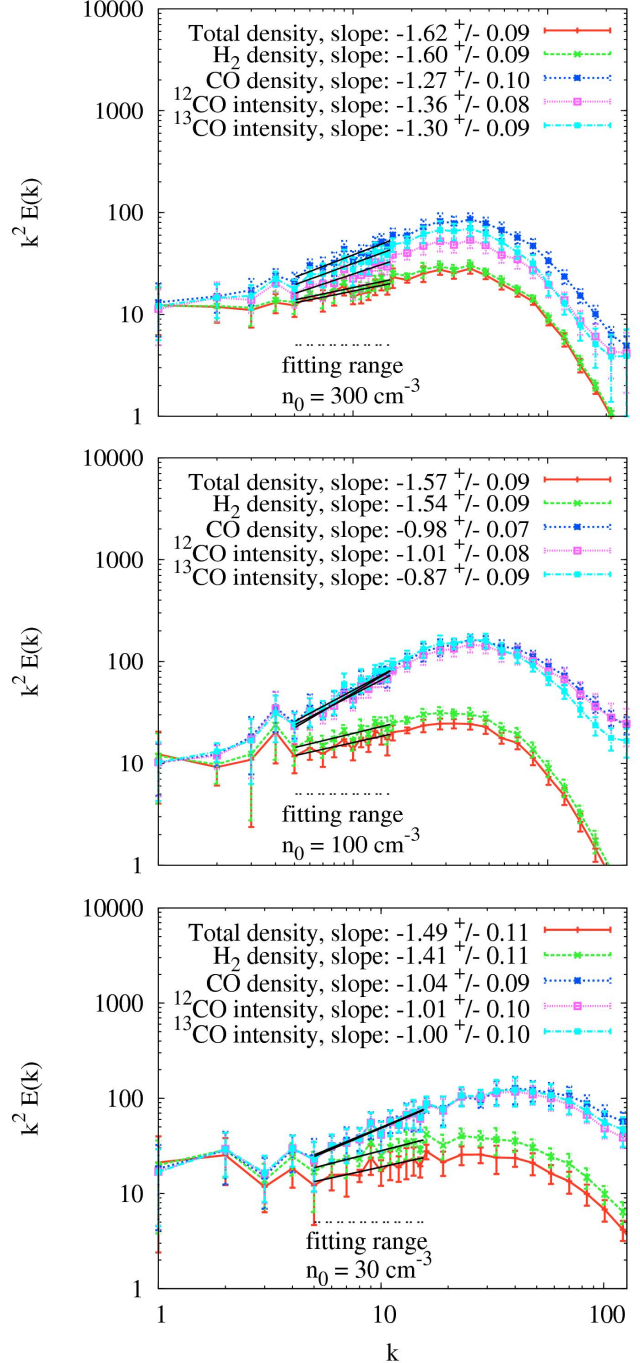 10000
Total density, slope: -1.62 +/- 0.09
H2 density, slope: -1.60 +/- 0.09
CO density, slope: -1.27 +/- 0.10
12CO intensity, slope: -1.36 +/- 0.08
13CO intensity, slope: -1.30 +/- 0.09
1000
k2 E(k)
100
10
fitting range
n0 = 300 cm-3
1
10000
Total density, slope: -1.57 +/- 0.09
H2 density, slope: -1.54 +/- 0.09
CO density, slope: -0.98 +/- 0.07
12CO intensity, slope: -1.01 +/- 0.08
13CO intensity, slope: -0.87 +/- 0.09
1000
k2 E(k)
100
10
fitting range
n0 = 100 cm-3
1
10000
Total density, slope: -1.49 +/- 0.11
H2 density, slope: -1.41 +/- 0.11
CO density, slope: -1.04 +/- 0.09
12CO intensity, slope: -1.01 +/- 0.10
13CO intensity, slope: -1.00 +/- 0.10
1000
k2 E(k)
100
10
fitting range
n0 = 30 cm-3
1
1 10 100
k